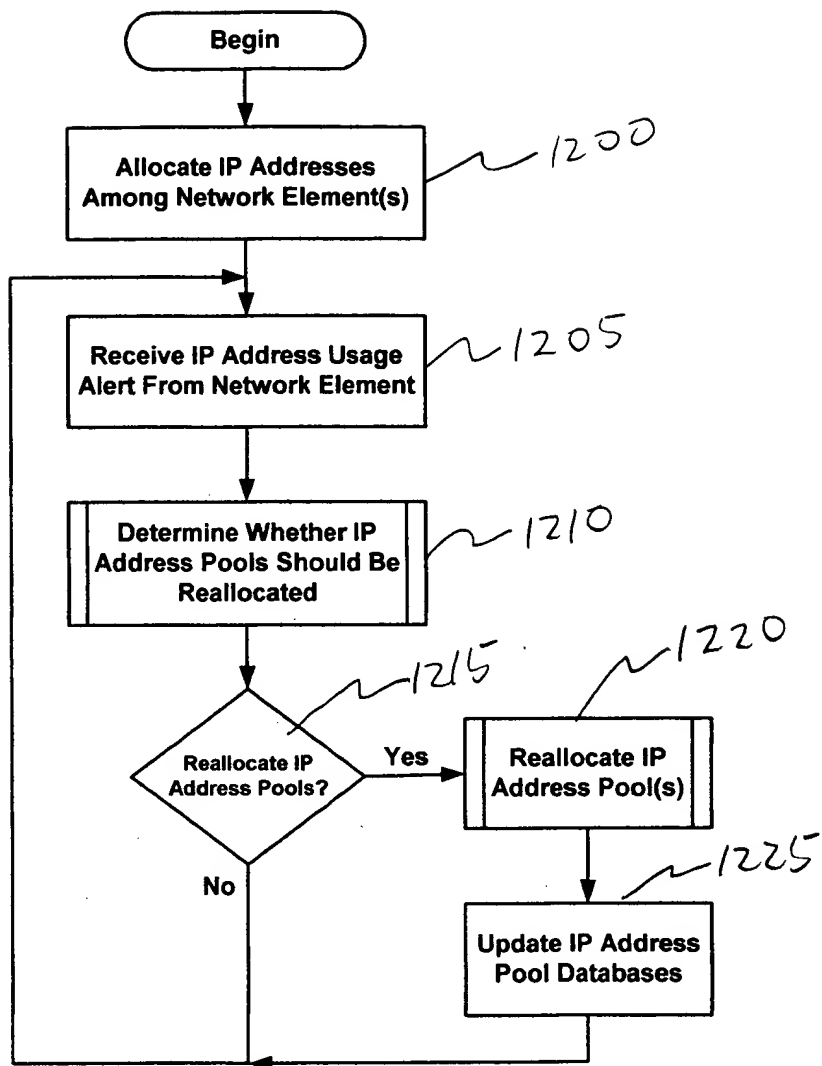 Begin
Allocate IP Addresses
Among Network Element(s)
1200
Receive IP Address Usage
Alert From Network Element
1205
Determine Whether IP
Address Pools Should Be
Reallocated
1210
1215
Reallocate IP
Address Pools?
Yes
No
1220
Reallocate IP
Address Pool(s)
1225
Update IP Address
Pool Databases